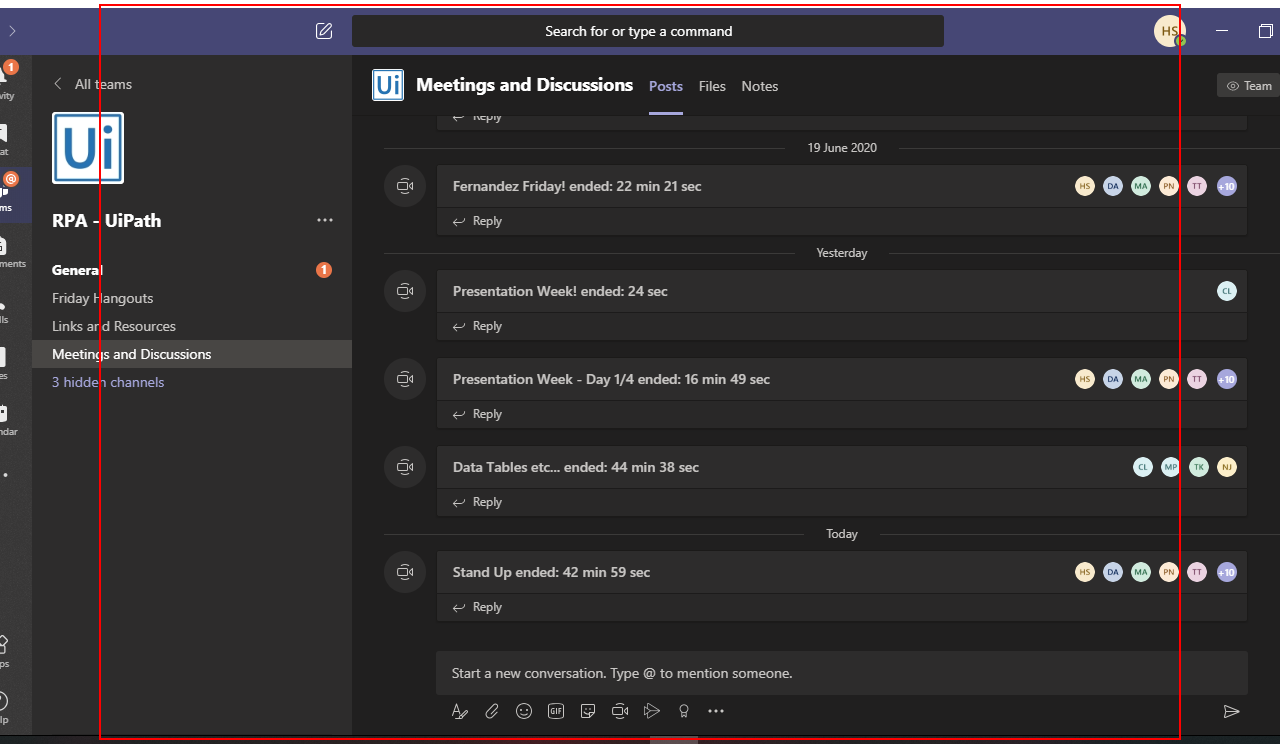 Search for or type a command
HS
1
vity
All teams
at
@
ms
ments
lls
es
ndar
ps
lp
Ui
RPA - UiPath
General 1
Friday Hangouts
Links and Resources
Meetings and Discussions
3 hidden channels
Ui Meetings and Discussions Posts Files Notes Team
Reply
19 June 2020
Fernandez Friday! ended: 22 min 21 sec HS DA MA PN TT +10
Reply
Yesterday
Presentation Week! ended: 24 sec CL
Reply
Presentation Week - Day 1/4 ended: 16 min 49 sec HS DA MA PN TT +10
Reply
Data Tables etc... ended: 44 min 38 sec CL MP TK NJ
Reply
Today
Stand Up ended: 42 min 59 sec HS DA MA PN TT +10
Reply
Start a new conversation. Type @ to mention someone.
GIF